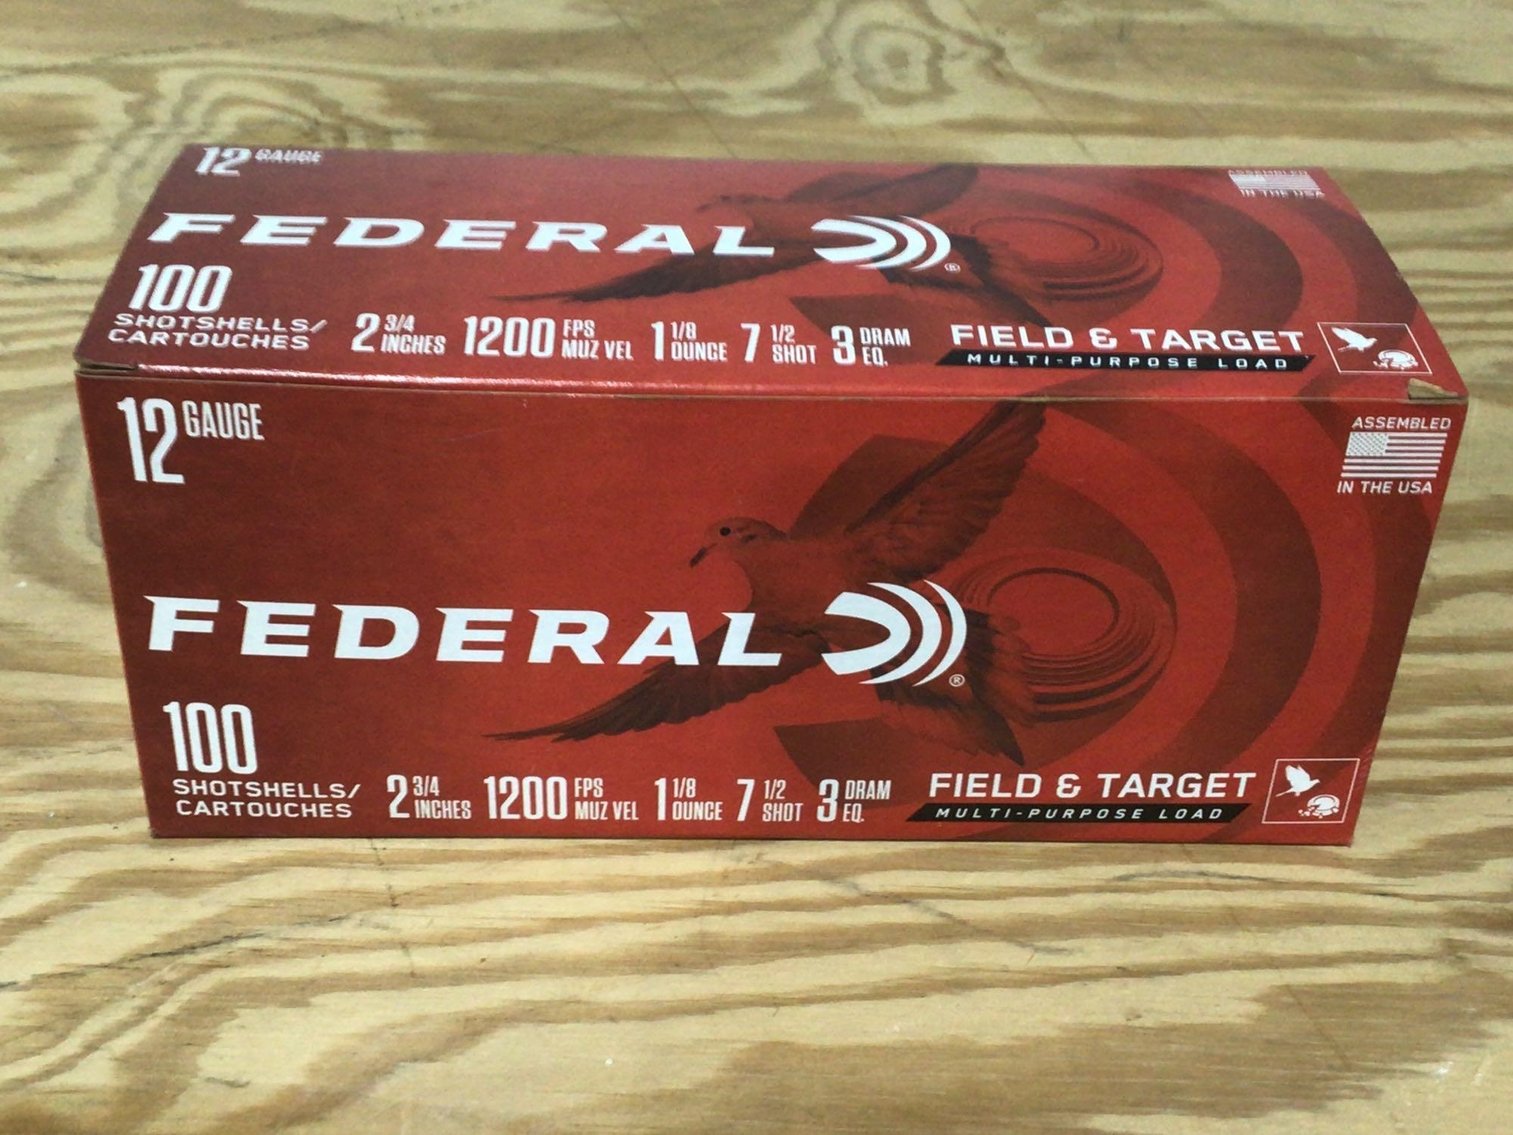 12 GAUGE
ASSEMBLED
IN THE USA
FEDERAL ®
100
SHOTSHELLS/
CARTOUCHES
2 3/4 INCHES 1200 FPS MUZ VEL 1 1/8 OUNCE 7 1/2 SHOT 3 DRAM EQ.
FIELD & TARGET
MULTI-PURPOSE LOAD
12 GAUGE
ASSEMBLED
IN THE USA
FEDERAL ®
100
SHOTSHELLS/
CARTOUCHES
2 3/4 INCHES 1200 FPS MUZ VEL 1 1/8 OUNCE 7 1/2 SHOT 3 DRAM EQ.
FIELD & TARGET
MULTI-PURPOSE LOAD